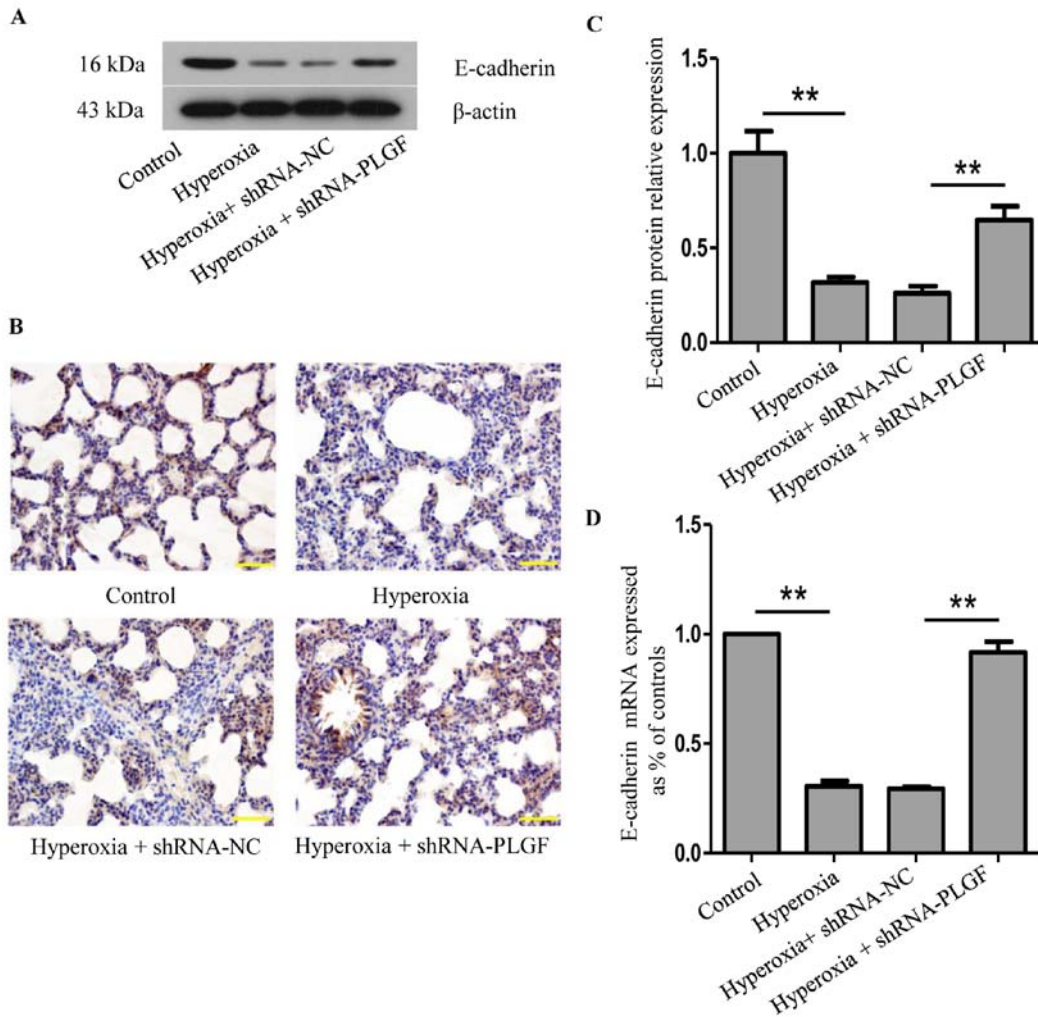 A
16 kDa
E-cadherin
43 kDa
β-actin
Control
Hyperoxia
Hyperoxia+ shRNA-NC
Hyperoxia + shRNA-PLGF
B
Control
Hyperoxia
Hyperoxia + shRNA-NC
Hyperoxia + shRNA-PLGF
C
E-cadherin protein relative expression
1.5
1.0
0.5
0.0
**
**
Control
Hyperoxia
Hyperoxia+ shRNA-NC
Hyperoxia + shRNA-PLGF
D
E-cadherin mRNA expressed
as % of controls
1.5
1.0
0.5
0.0
**
**
Control
Hyperoxia
Hyperoxia+ shRNA-NC
Hyperoxia + shRNA-PLGF